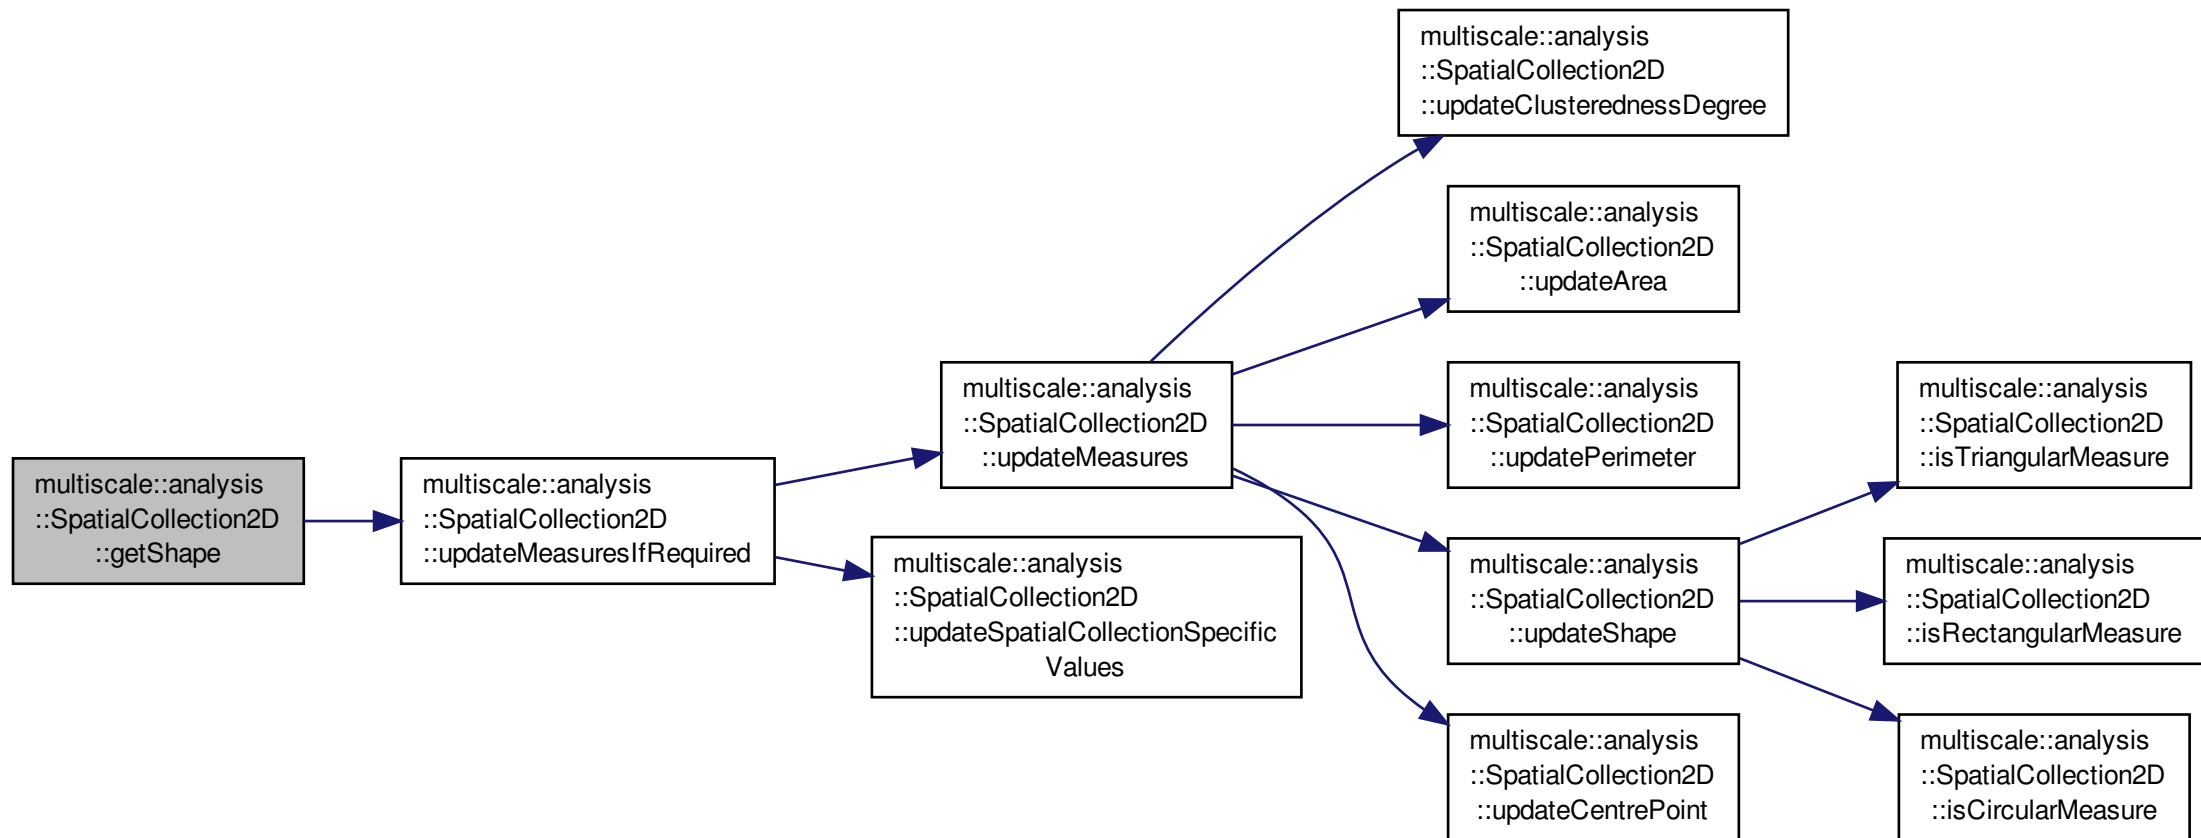 multiscale::analysis
::SpatialCollection2D
::getShape
multiscale::analysis
::SpatialCollection2D
::updateMeasuresIfRequired
multiscale::analysis
::SpatialCollection2D
::updateMeasures
multiscale::analysis
::SpatialCollection2D
::updateSpatialCollectionSpecific
Values
multiscale::analysis
::SpatialCollection2D
::updateClusterednessDegree
multiscale::analysis
::SpatialCollection2D
::updateArea
multiscale::analysis
::SpatialCollection2D
::updatePerimeter
multiscale::analysis
::SpatialCollection2D
::updateShape
multiscale::analysis
::SpatialCollection2D
::updateCentrePoint
multiscale::analysis
::SpatialCollection2D
::isTriangularMeasure
multiscale::analysis
::SpatialCollection2D
::isRectangularMeasure
multiscale::analysis
::SpatialCollection2D
::isCircularMeasure